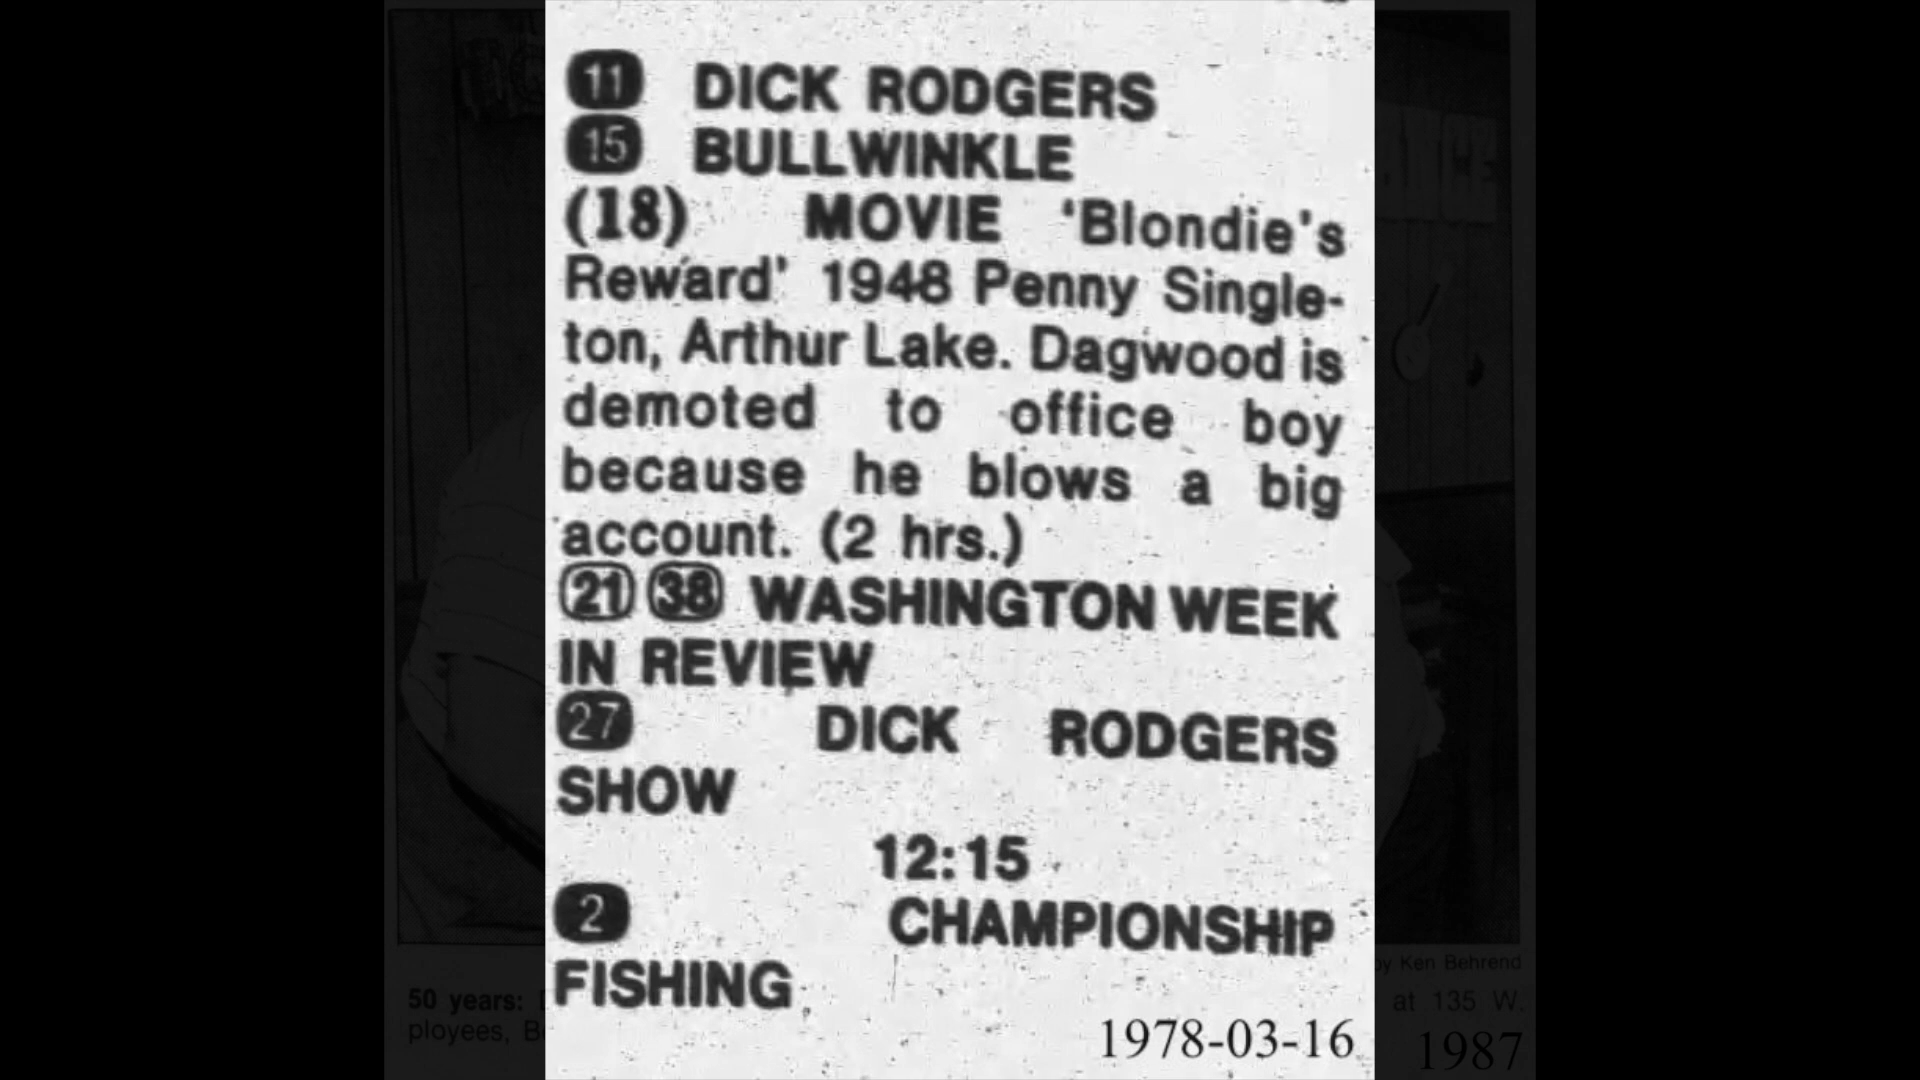 11 DICK RODGERS
15 BULLWINKLE
(18) MOVIE 'Blondie's
Reward' 1948 Penny Single-
ton, Arthur Lake. Dagwood is
demoted to office boy
because he blows a big
account. (2 hrs.)
21 38 WASHINGTON WEEK
IN REVIEW
27 DICK RODGERS
SHOW
12:15
2 CHAMPIONSHIP
FISHING
1978-03-16
by Ken Behrend
50 years:
at 135 W.
ployees,
1987